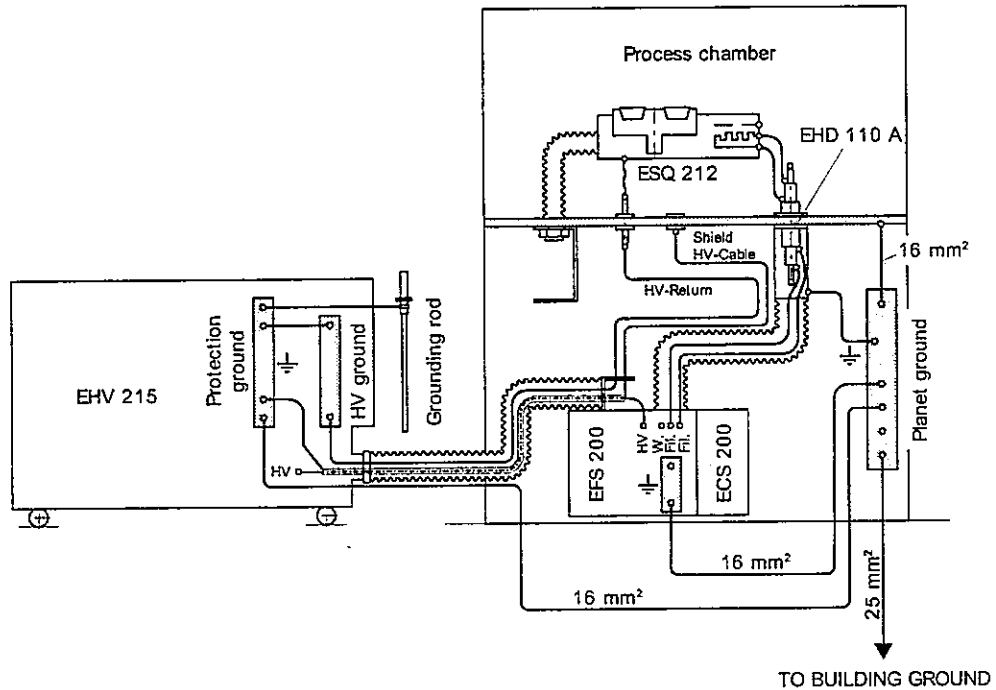 Process chamber
EHD 110 A
ESQ 212
Shield
HV-Cable
16 mm²
HV-Return
Protection
ground
HV ground
Grounding rod
EHV 215
HV
Planet ground
EFS 200
HV
W.
Fil.
Fil.
ECS 200
16 mm²
16 mm²
25 mm²
TO BUILDING GROUND